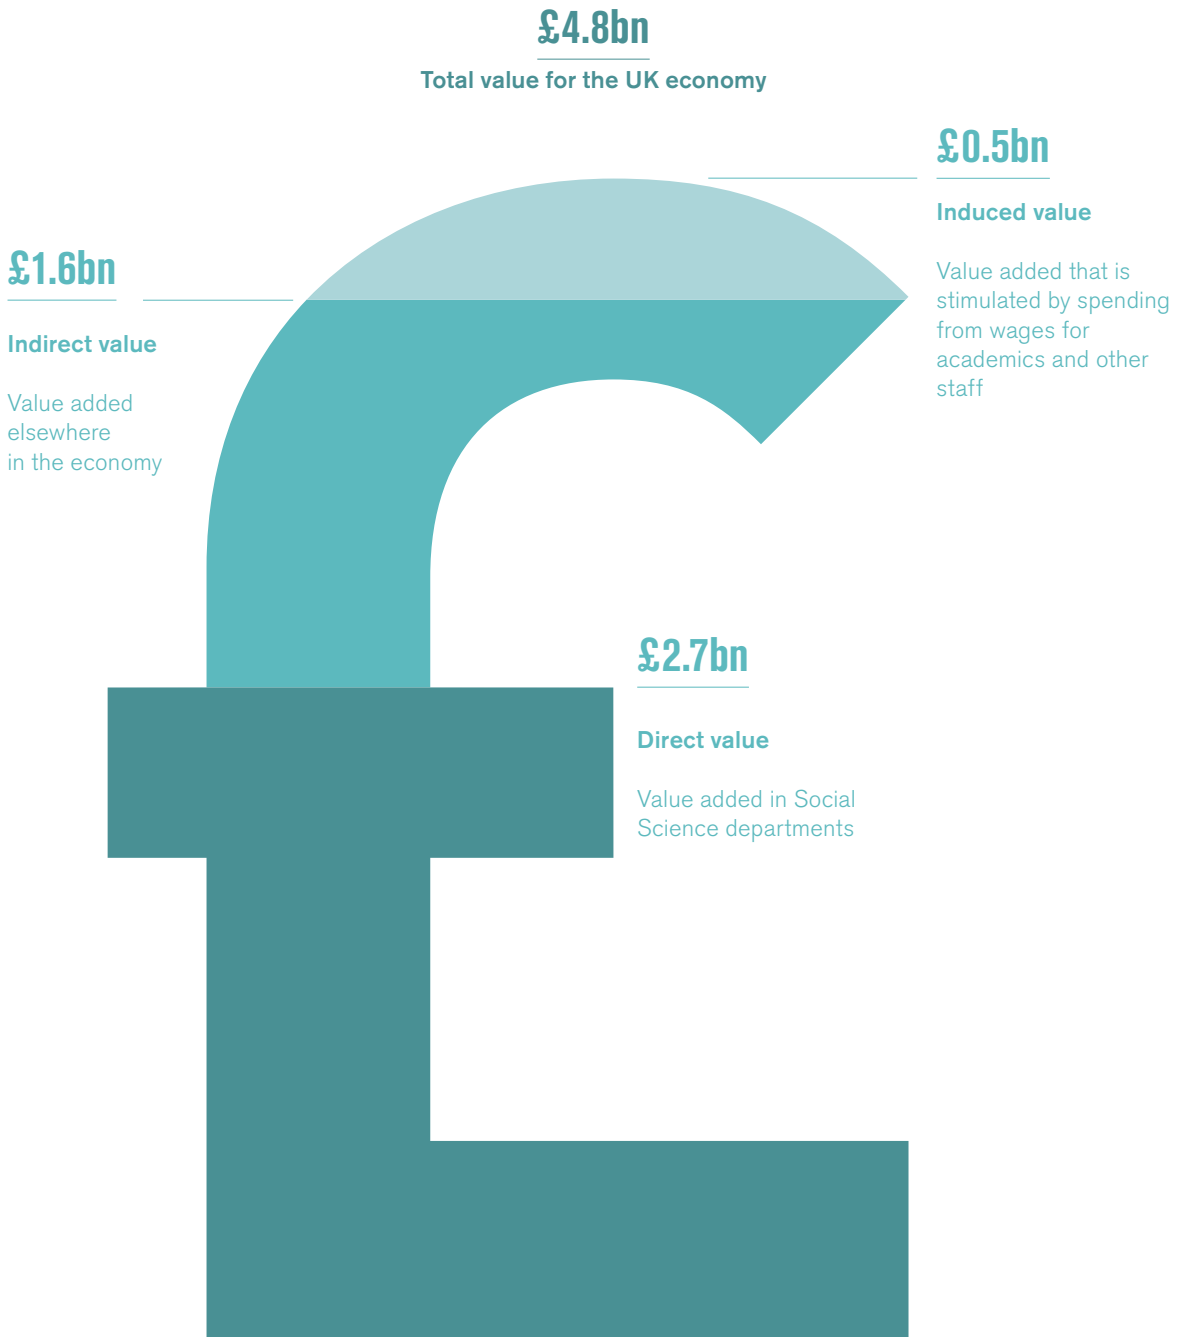 £4.8bn
Total value for the UK economy
£0.5bn
Induced value
Value added that is
stimulated by spending
from wages for
academics and other
staff
£1.6bn
Indirect value
Value added
elsewhere
in the economy
£2.7bn
Direct value
Value added in Social
Science departments